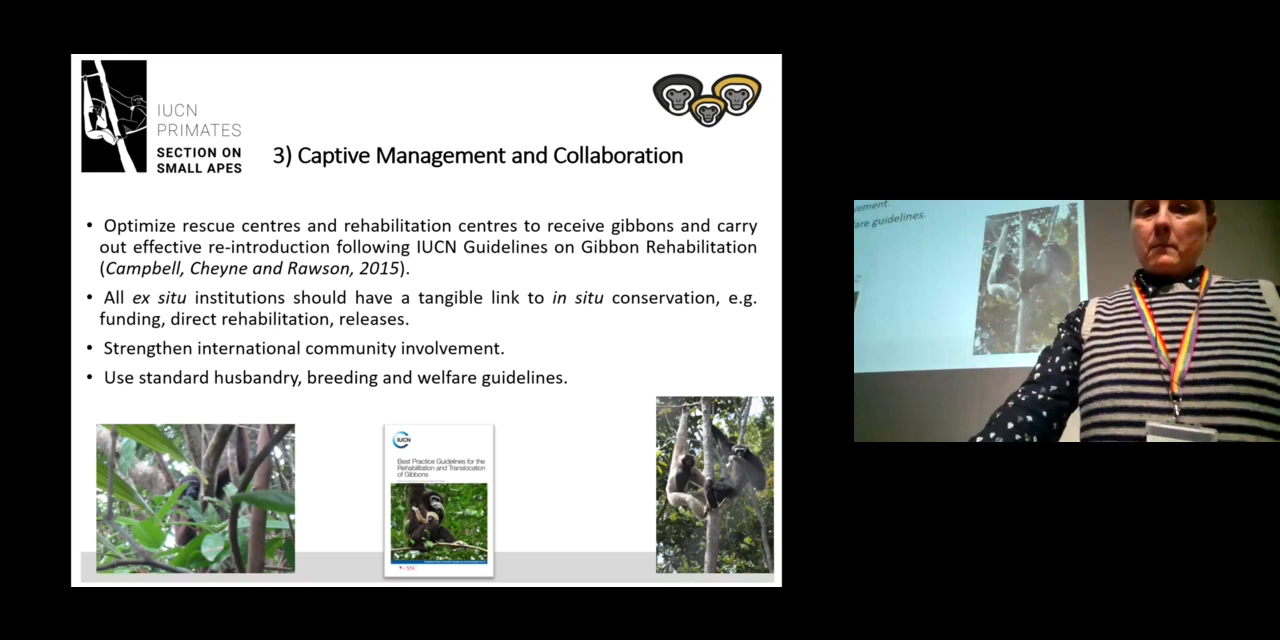 IUCN
PRIMATES
SECTION ON
SMALL APES
3) Captive Management and Collaboration
• Optimize rescue centres and rehabilitation centres to receive gibbons and carry
out effective re-introduction following IUCN Guidelines on Gibbon Rehabilitation
(Campbell, Cheyne and Rawson, 2015).
• All ex situ institutions should have a tangible link to in situ conservation, e.g.
funding, direct rehabilitation, releases.
• Strengthen international community involvement.
• Use standard husbandry, breeding and welfare guidelines.
IUCN
Best Practice Guidelines for the
Rehabilitation and Translocation
of Gibbons
vement.
fare guidelines.